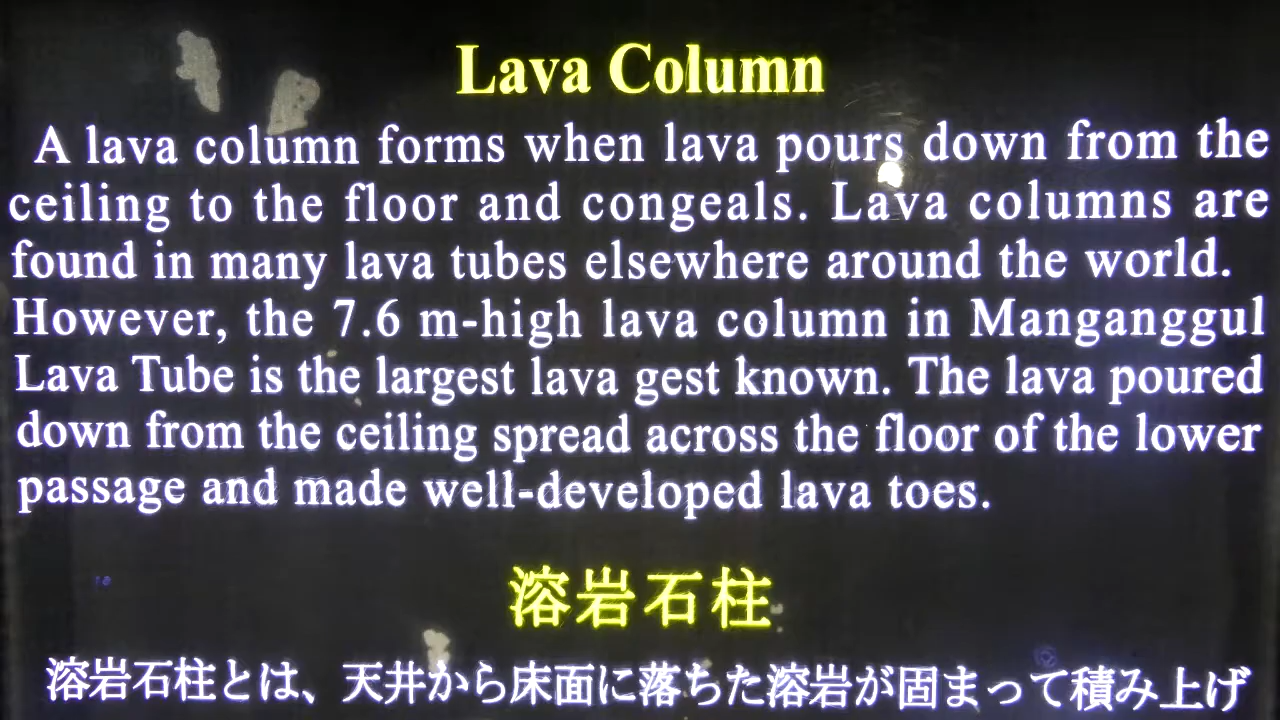 Lava Column
A lava column forms when lava pours down from the
ceiling to the floor and congeals. Lava columns are
found in many lava tubes elsewhere around the world.
However, the 7.6 m-high lava column in Manganggul
Lava Tube is the largest lava gest known. The lava poured
down from the ceiling spread across the floor of the lower
passage and made well-developed lava toes.
溶岩石柱
溶岩石柱とは、天井から床面に落ちた溶岩が固まって積み上げ